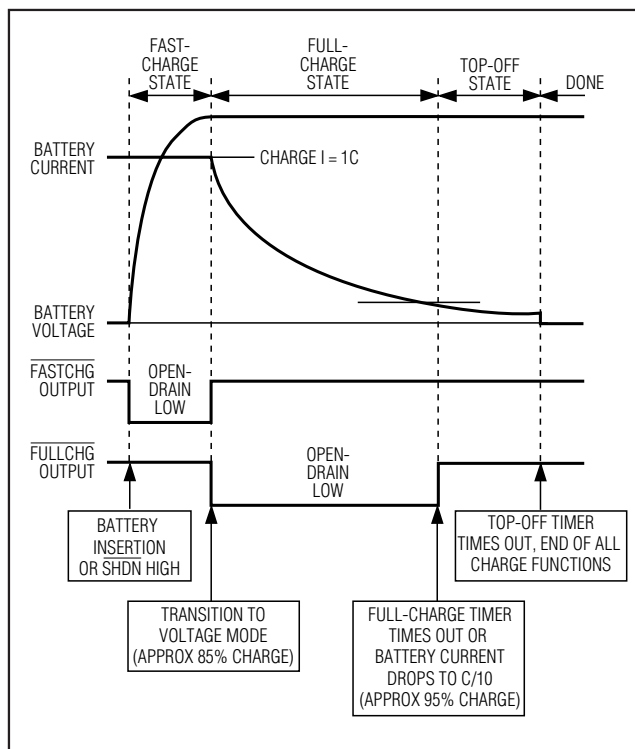 FAST-
CHARGE
STATE
FULL-
CHARGE
STATE
TOP-OFF
STATE
DONE
BATTERY
CURRENT
CHARGE I = 1C
BATTERY
VOLTAGE
FASTCHG
OUTPUT
OPEN-
DRAIN
LOW
FULLCHG
OUTPUT
OPEN-
DRAIN
LOW
BATTERY
INSERTION
OR SHDN HIGH
TOP-OFF TIMER
TIMES OUT, END OF ALL
CHARGE FUNCTIONS
TRANSITION TO
VOLTAGE MODE
(APPROX 85% CHARGE)
FULL-CHARGE TIMER
TIMES OUT OR
BATTERY CURRENT
DROPS TO C/10
(APPROX 95% CHARGE)